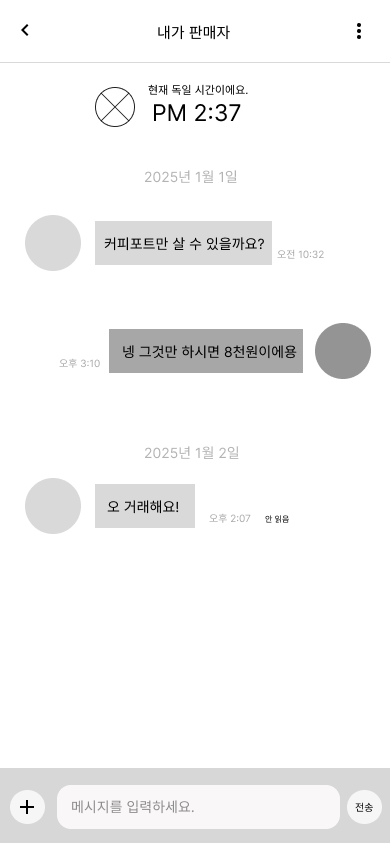 내가 판매자
현재 독일 시간이에요.
PM 2:37
2025년 1월 1일
커피포트만 살 수 있을까요?
오전 10:32
넹 그것만 하시면 8천원이에용
오후 3:10
2025년 1월 2일
오 거래해요!
오후 2:07 안 읽음
메시지를 입력하세요.
전송